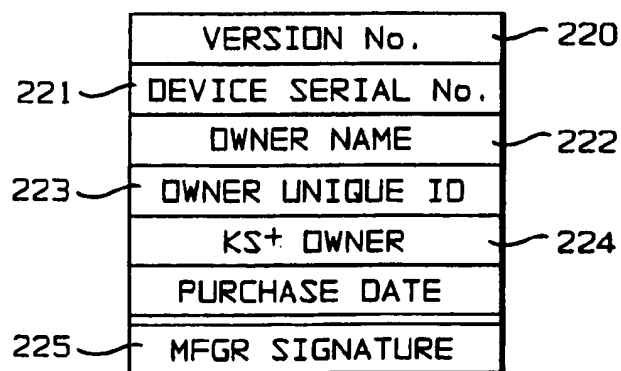 VERSION No. 220
221 DEVICE SERIAL No.
OWNER NAME 222
223 OWNER UNIQUE ID
KS+ OWNER 224
PURCHASE DATE
225 MFGR SIGNATURE